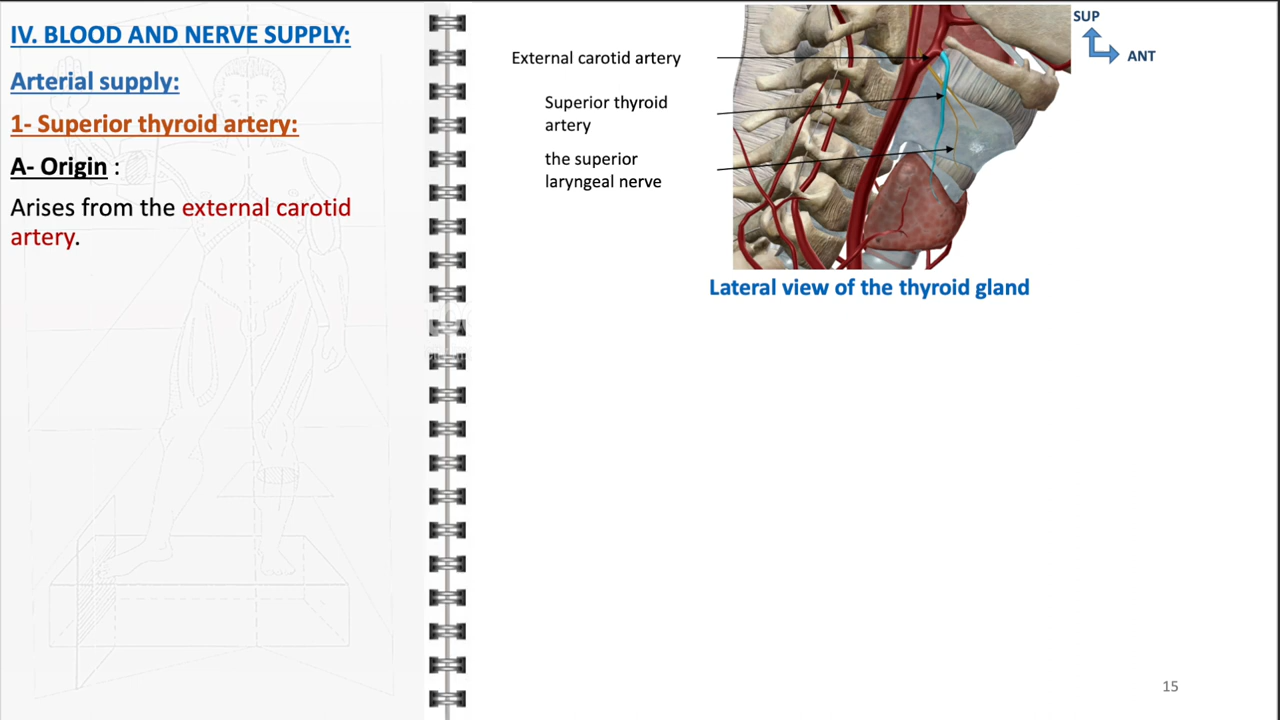 IV. BLOOD AND NERVE SUPPLY:
Arterial supply:
1- Superior thyroid artery:
A- Origin :
Arises from the external carotid
artery.
External carotid artery
Superior thyroid
artery
the superior
laryngeal nerve
SUP
ANT
Lateral view of the thyroid gland
15